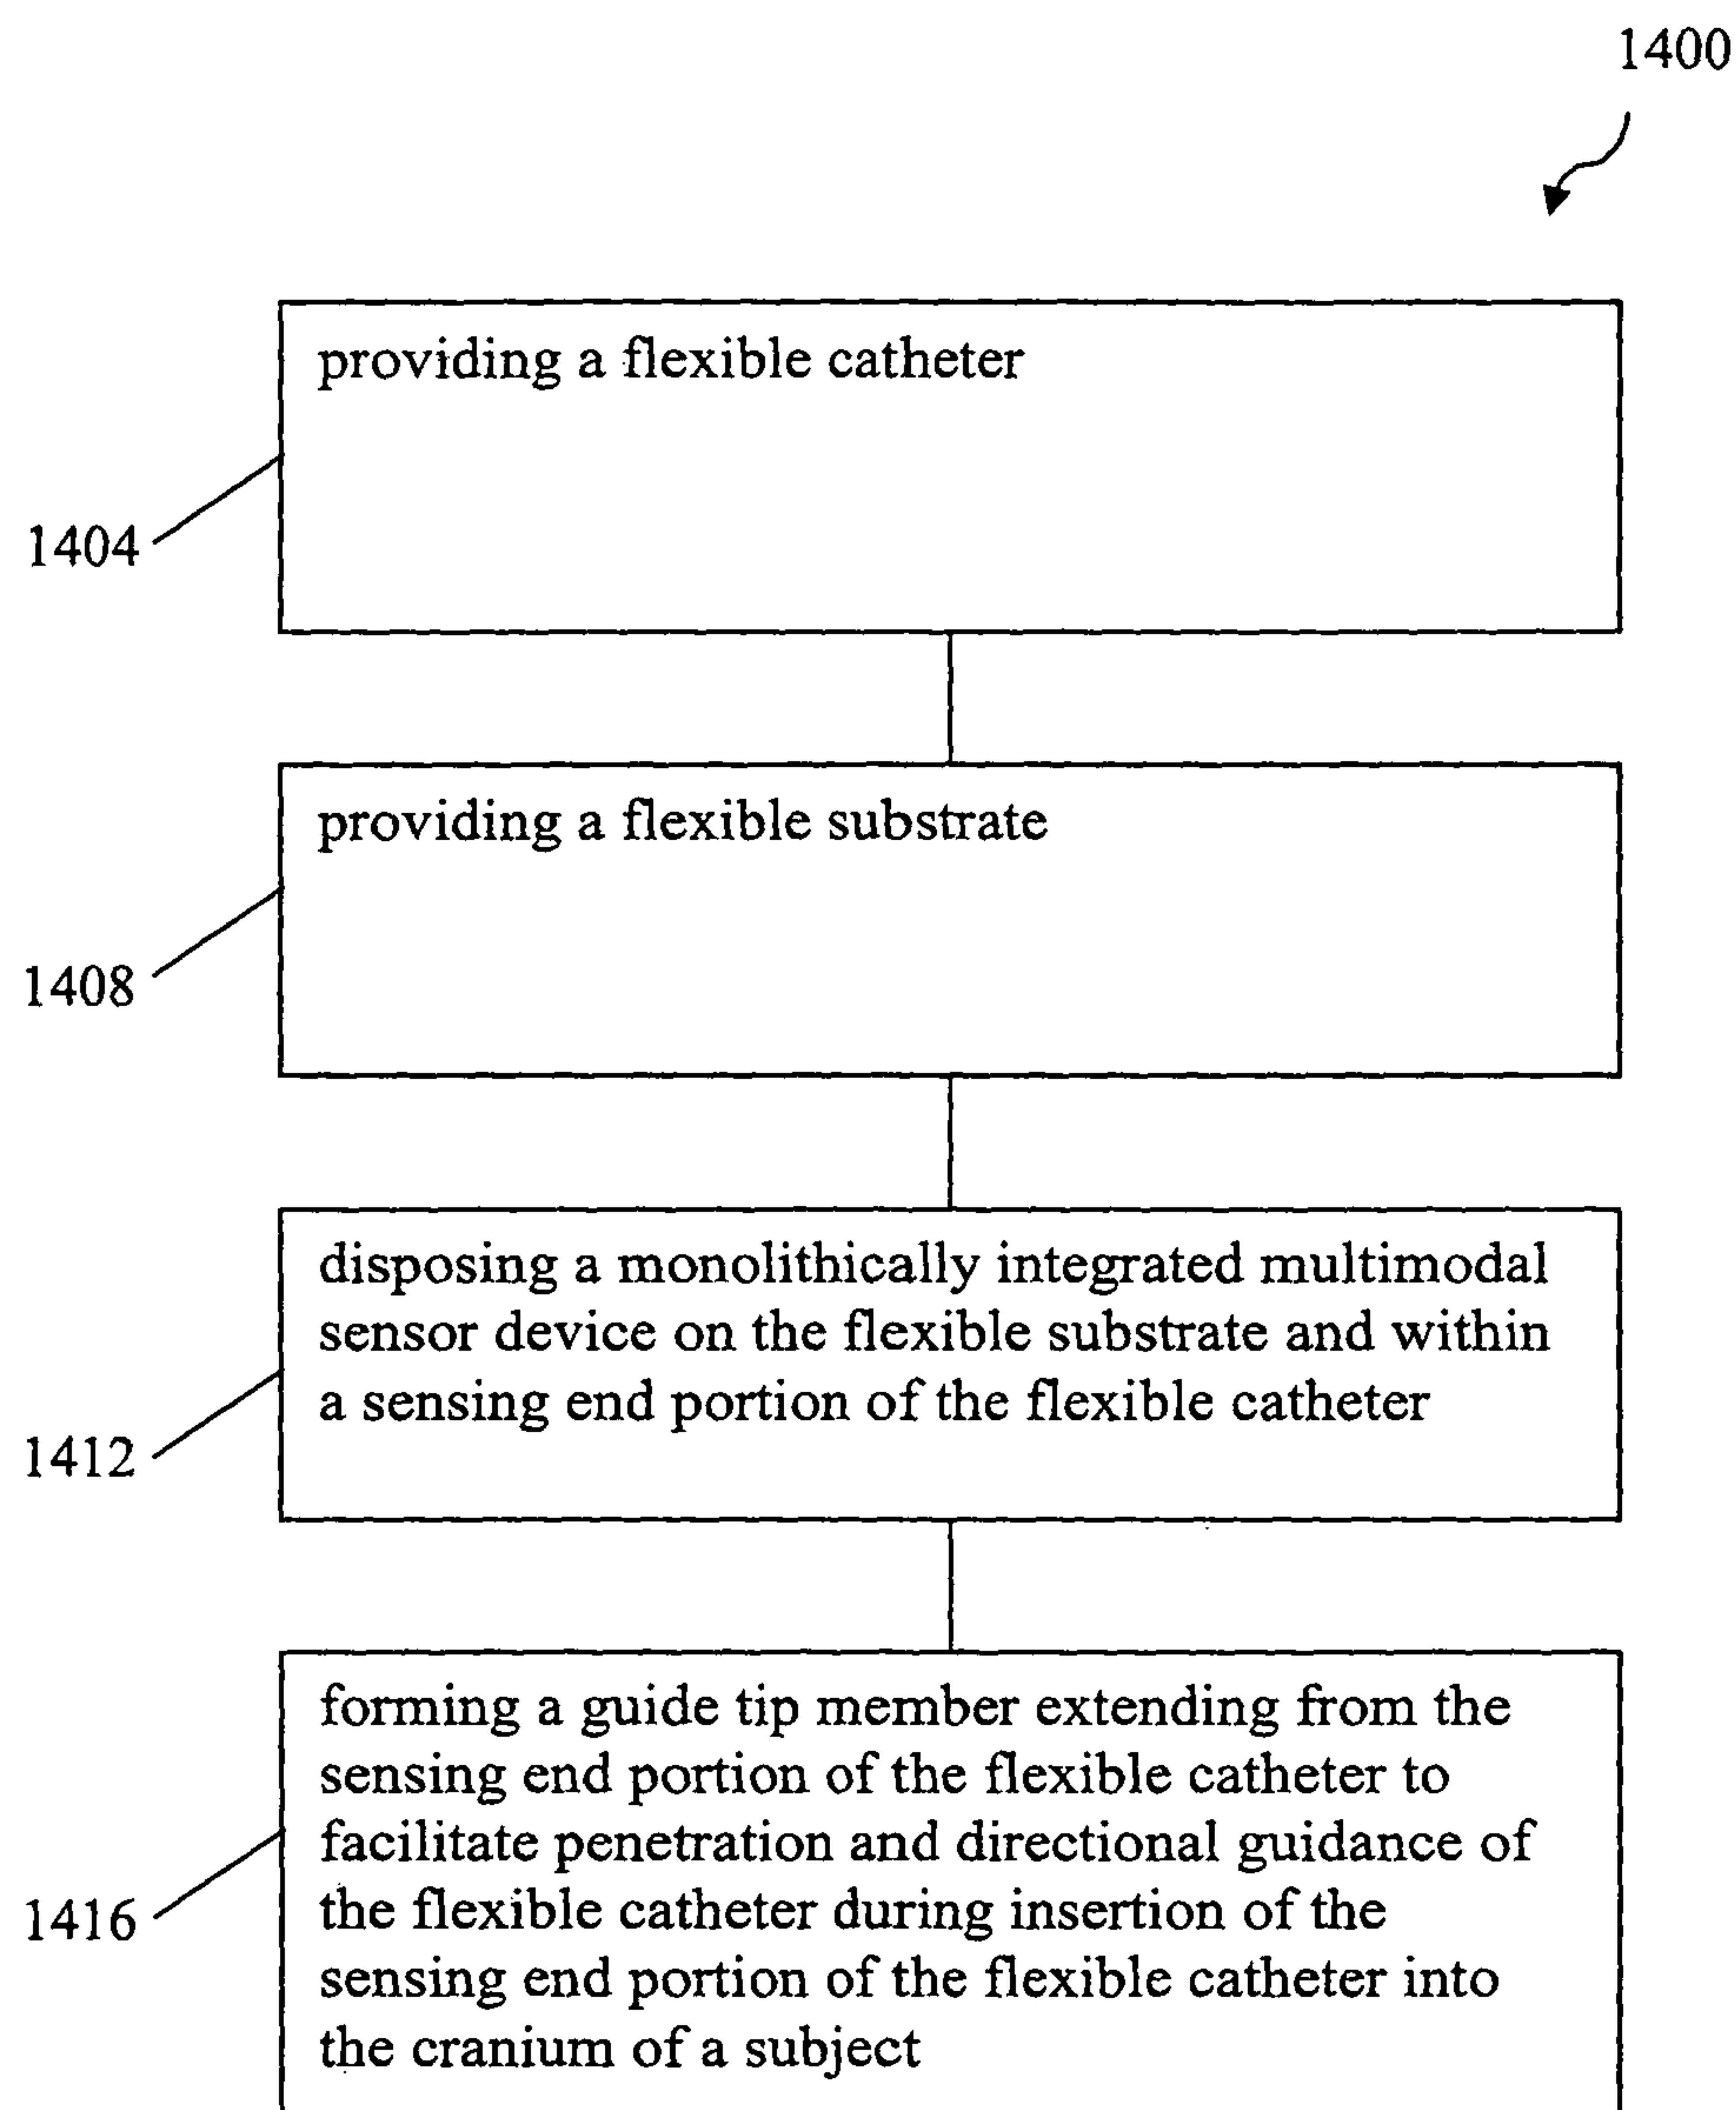 1400
providing a flexible catheter
1404
providing a flexible substrate
1408
disposing a monolithically integrated multimodal
sensor device on the flexible substrate and within
a sensing end portion of the flexible catheter
1412
forming a guide tip member extending from the
sensing end portion of the flexible catheter to
facilitate penetration and directional guidance of
the flexible catheter during insertion of the
sensing end portion of the flexible catheter into
the cranium of a subject
1416